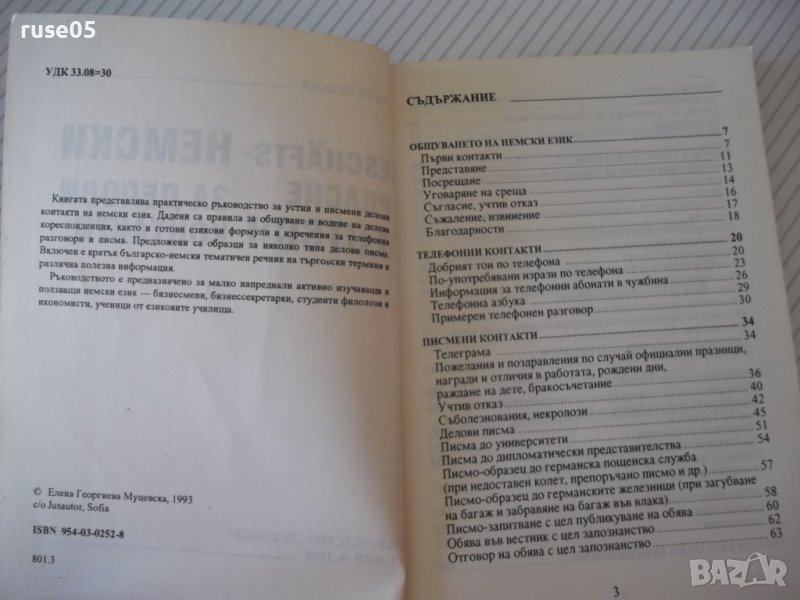 ruse05
УДК 33.08=30
Книгата представлява практическо ръководство за устни и писмени делови
контакти на немски език. Дадени са правила за общуване и водене на делова
кореспонденция, както и готови езикови формули и изречения за телефонни
разговори и писма. Предложени са образци за няколко типа делови писма.
Включен е кратък българско-немски тематичен речник на търговски термини и
различна полезна информация.
Ръководството е предназначено за малко напреднали активно изучаващи и
ползващи немски език — бизнесмени, бизнессекретарки, студенти филолози и
икономисти, ученици от езиковите училища.
© Елена Георгиева Муцевска, 1993
c/o Jusautor, Sofia
ISBN 954-03-0252-8
801.3
СЪДЪРЖАНИЕ
ОБЩУВАНЕТО НА НЕМСКИ ЕЗИК 7
Първи контакти 7
Представяне 11
Посрещане 13
Уговаряне на среща 14
Съгласие, учтив отказ 16
Съжаление, извинение 17
Благодарности 18
ТЕЛЕФОННИ КОНТАКТИ 20
Добрият тон по телефона 20
По-употребявани изрази по телефона 23
Информация за телефонни абонати в чужбина 26
Телефонна азбука 29
Примерен телефонен разговор 30
ПИСМЕНИ КОНТАКТИ 34
Телеграма 34
Пожелания и поздравления по случай официални празници,
награди и отличия в работата, рождени дни,
раждане на дете, бракосъчетание 36
Учтив отказ 40
Съболезнования, некролози 42
Делови писма 45
Писма до университети 51
Писма до дипломатически представителства 54
Писмо-образец до германска пощенска служба
(при недоставен колет, препоръчано писмо и др.) 57
Писмо-образец до германските железници (при загубване
на багаж и забравяне на багаж във влака) 58
Писмо-запитване с цел публикуване на обява 60
Обява във вестник с цел запознанство 62
Отговор на обява с цел запознанство 63
3
BAZAR
bazar.bg